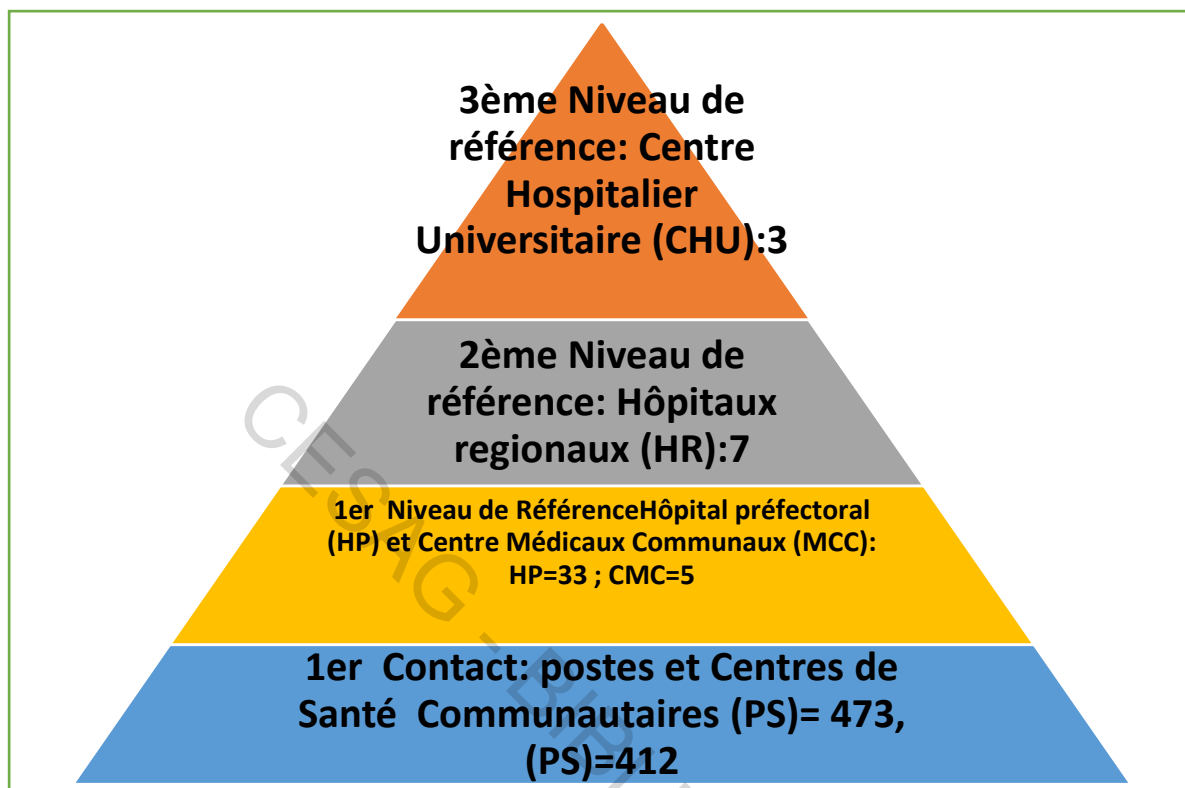 3ème Niveau de
référence: Centre
Hospitalier
Universitaire (CHU):3
2ème Niveau de
référence: Hôpitaux
regionaux (HR):7
1er Niveau de RéférenceHôpital préfectoral
(HP) et Centre Médicaux Communaux (MCC):
HP=33 ; CMC=5
1er Contact: postes et Centres de
Santé Communautaires (PS)= 473,
(PS)=412
CESAG -